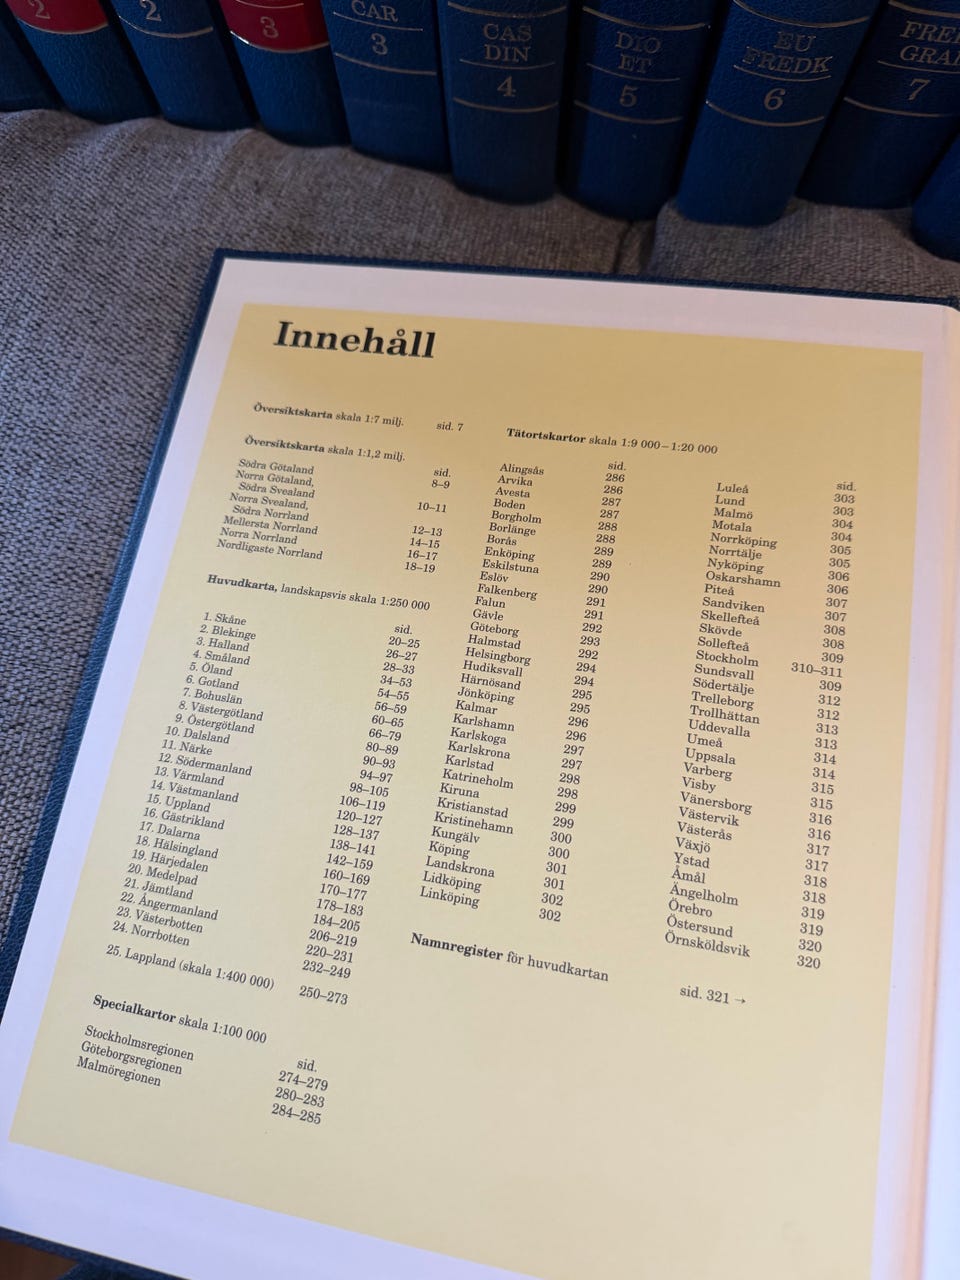 2
2
3
CAR
3
CAS
DIN
4
DIO
ET
5
EU
FREDK
6
7
Innehåll
Översiktskarta skala 1:7 milj. sid. 7
Översiktskarta skala 1:1,2 milj.
sid.
Södra Götaland 8–9
Norra Götaland,
Södra Svealand 10–11
Norra Svealand,
Södra Norrland 12–13
Mellersta Norrland 14–15
Norra Norrland 16–17
Nordligaste Norrland 18–19
Huvudkarta, landskapsvis skala 1:250 000
sid.
1. Skåne 20–25
2. Blekinge 26–27
3. Halland 28–33
4. Småland 34–53
5. Öland 54–55
6. Gotland 56–59
7. Bohuslän 60–65
8. Västergötland 66–79
9. Östergötland 80–89
10. Dalsland 90–93
11. Närke 94–97
12. Södermanland 98–105
13. Värmland 106–119
14. Västmanland 120–127
15. Uppland 128–137
16. Gästrikland 138–141
17. Dalarna 142–159
18. Hälsingland 160–169
19. Härjedalen 170–177
20. Medelpad 178–183
21. Jämtland 184–205
22. Ångermanland 206–219
23. Västerbotten 220–231
24. Norrbotten 232–249
25. Lappland (skala 1:400 000) 250–273
Specialkartor skala 1:100 000
sid.
Stockholmsregionen 274–279
Göteborgsregionen 280–283
Malmöregionen 284–285
Tätortskartor skala 1:9 000–1:20 000
sid.
Alingsås 286
Arvika 286
Avesta 287
Boden 287
Borgholm 288
Borlänge 288
Borås 289
Enköping 289
Eskilstuna 290
Eslöv 290
Falkenberg 291
Falun 291
Gävle 292
Göteborg 293
Halmstad 292
Helsingborg 294
Hudiksvall 294
Härnösand 295
Jönköping 295
Kalmar 296
Karlshamn 296
Karlskoga 297
Karlskrona 297
Karlstad 298
Katrineholm 298
Kiruna 299
Kristianstad 299
Kristinehamn 300
Kungälv 300
Köping 301
Landskrona 301
Lidköping 302
Linköping 302
sid.
Luleå 303
Lund 303
Malmö 304
Motala 304
Norrköping 305
Norrtälje 305
Nyköping 306
Oskarshamn 306
Piteå 307
Sandviken 307
Skellefteå 308
Skövde 308
Sollefteå 309
Stockholm 310–311
Sundsvall 309
Södertälje 312
Trelleborg 312
Trollhättan 313
Uddevalla 313
Umeå 314
Uppsala 314
Varberg 315
Visby 315
Vänersborg 316
Västervik 316
Västerås 317
Växjö 317
Ystad 318
Åmål 318
Ängelholm 319
Örebro 319
Östersund 320
Örnsköldsvik 320
Namnregister för huvudkartan sid. 321 →